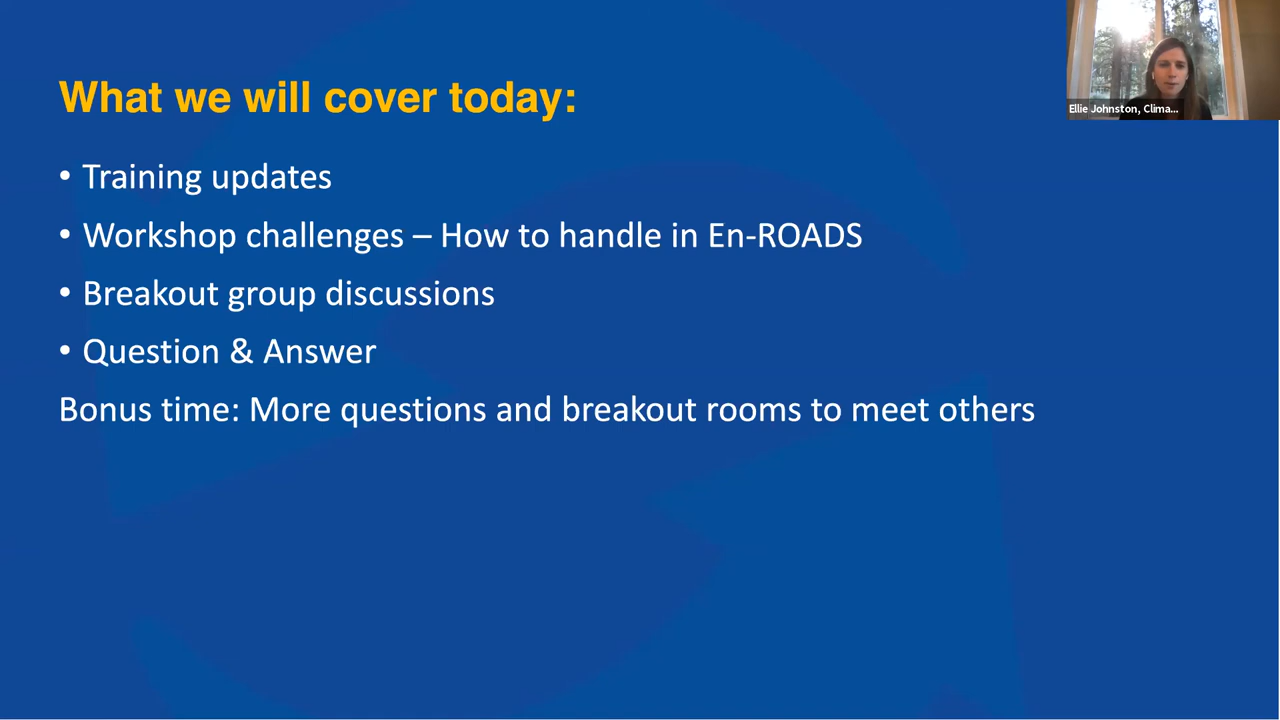 What we will cover today:
• Training updates
• Workshop challenges – How to handle in En-ROADS
• Breakout group discussions
• Question & Answer
Bonus time: More questions and breakout rooms to meet others
Ellie Johnston, Clima...